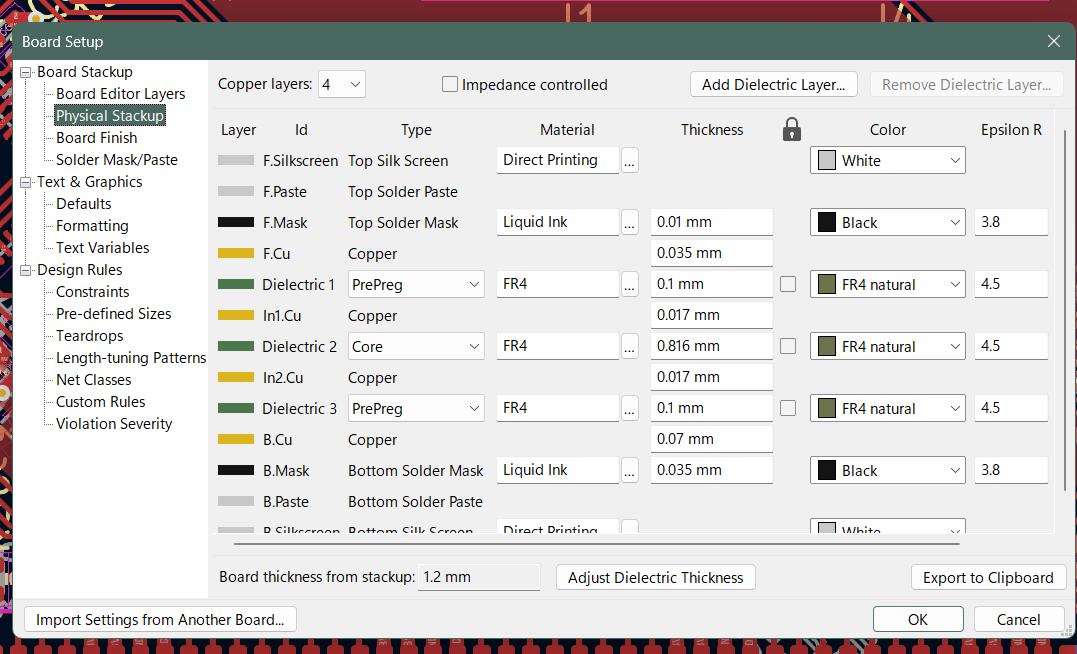 Board Setup
Board Stackup
Board Editor Layers
Physical Stackup
Board Finish
Solder Mask/Paste
Text & Graphics
Defaults
Formatting
Text Variables
Design Rules
Constraints
Pre-defined Sizes
Teardrops
Length-tuning Patterns
Net Classes
Custom Rules
Violation Severity
Copper layers: 4 Impedance controlled Add Dielectric Layer... Remove Dielectric Layer...
Layer Id Type Material Thickness Color Epsilon R
F.Silkscreen Top Silk Screen Direct Printing ... White
F.Paste Top Solder Paste
F.Mask Top Solder Mask Liquid Ink ... 0.01 mm Black 3.8
F.Cu Copper 0.035 mm
Dielectric 1 PrePreg FR4 ... 0.1 mm FR4 natural 4.5
In1.Cu Copper 0.017 mm
Dielectric 2 Core FR4 ... 0.816 mm FR4 natural 4.5
In2.Cu Copper 0.017 mm
Dielectric 3 PrePreg FR4 ... 0.1 mm FR4 natural 4.5
B.Cu Copper 0.07 mm
B.Mask Bottom Solder Mask Liquid Ink ... 0.035 mm Black 3.8
B.Paste Bottom Solder Paste
B.Silkscreen Bottom Silk Screen Direct Printing White
Board thickness from stackup: 1.2 mm Adjust Dielectric Thickness Export to Clipboard
Import Settings from Another Board... OK Cancel